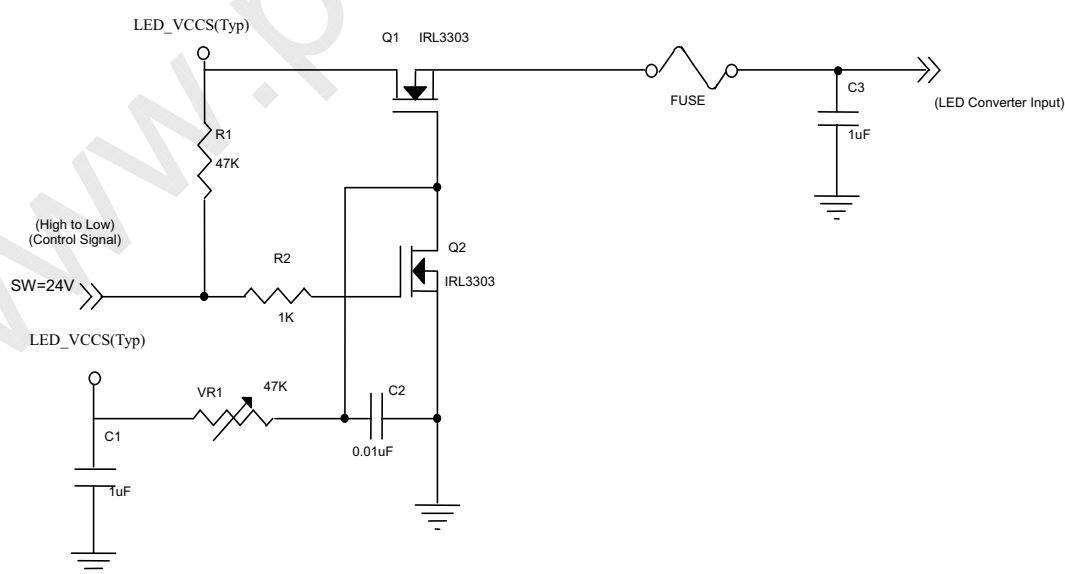 LED_VCCS(Typ)
Q1 IRL3303
FUSE
C3
1uF
(LED Converter Input)
R1
47K
(High to Low)
(Control Signal)
SW=24V
R2
1K
Q2
IRL3303
LED_VCCS(Typ)
VR1
47K
C2
0.01uF
C1
1uF